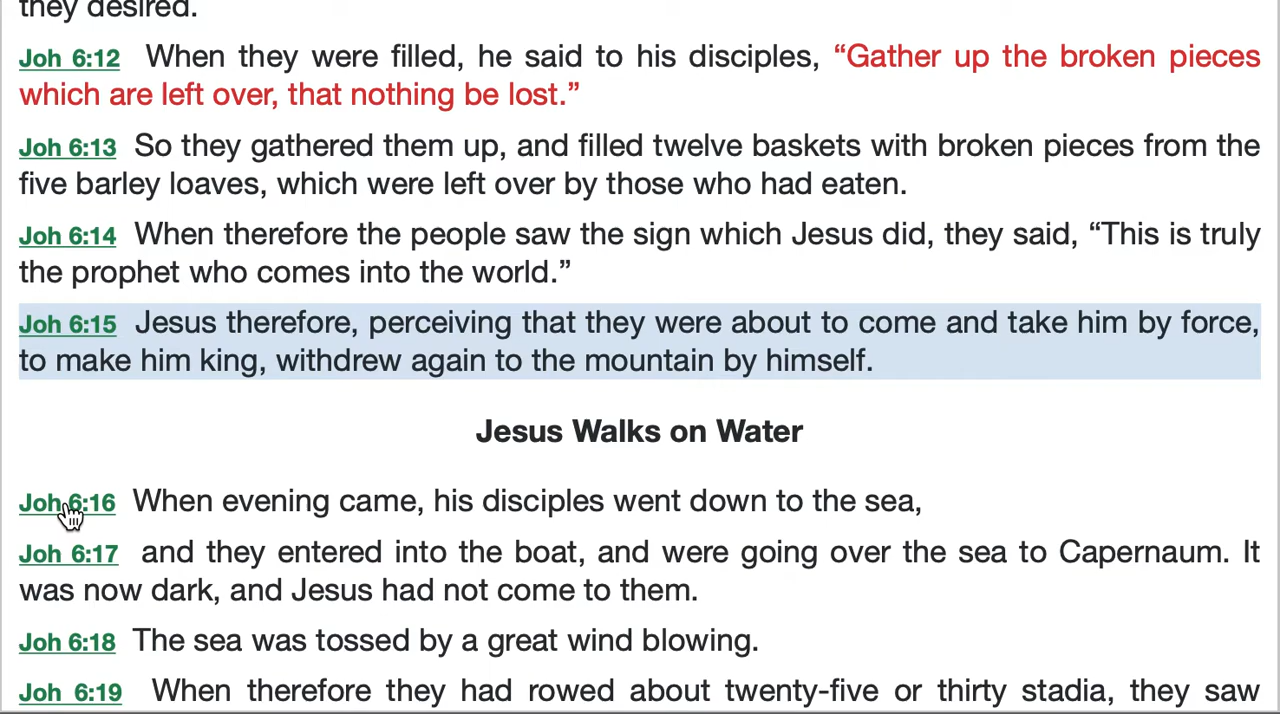 they desired.
Joh 6:12 When they were filled, he said to his disciples, “Gather up the broken pieces
which are left over, that nothing be lost.”
Joh 6:13 So they gathered them up, and filled twelve baskets with broken pieces from the
five barley loaves, which were left over by those who had eaten.
Joh 6:14 When therefore the people saw the sign which Jesus did, they said, “This is truly
the prophet who comes into the world.”
Joh 6:15 Jesus therefore, perceiving that they were about to come and take him by force,
to make him king, withdrew again to the mountain by himself.
Jesus Walks on Water
Joh 6:16 When evening came, his disciples went down to the sea,
Joh 6:17 and they entered into the boat, and were going over the sea to Capernaum. It
was now dark, and Jesus had not come to them.
Joh 6:18 The sea was tossed by a great wind blowing.
Joh 6:19 When therefore they had rowed about twenty-five or thirty stadia, they saw